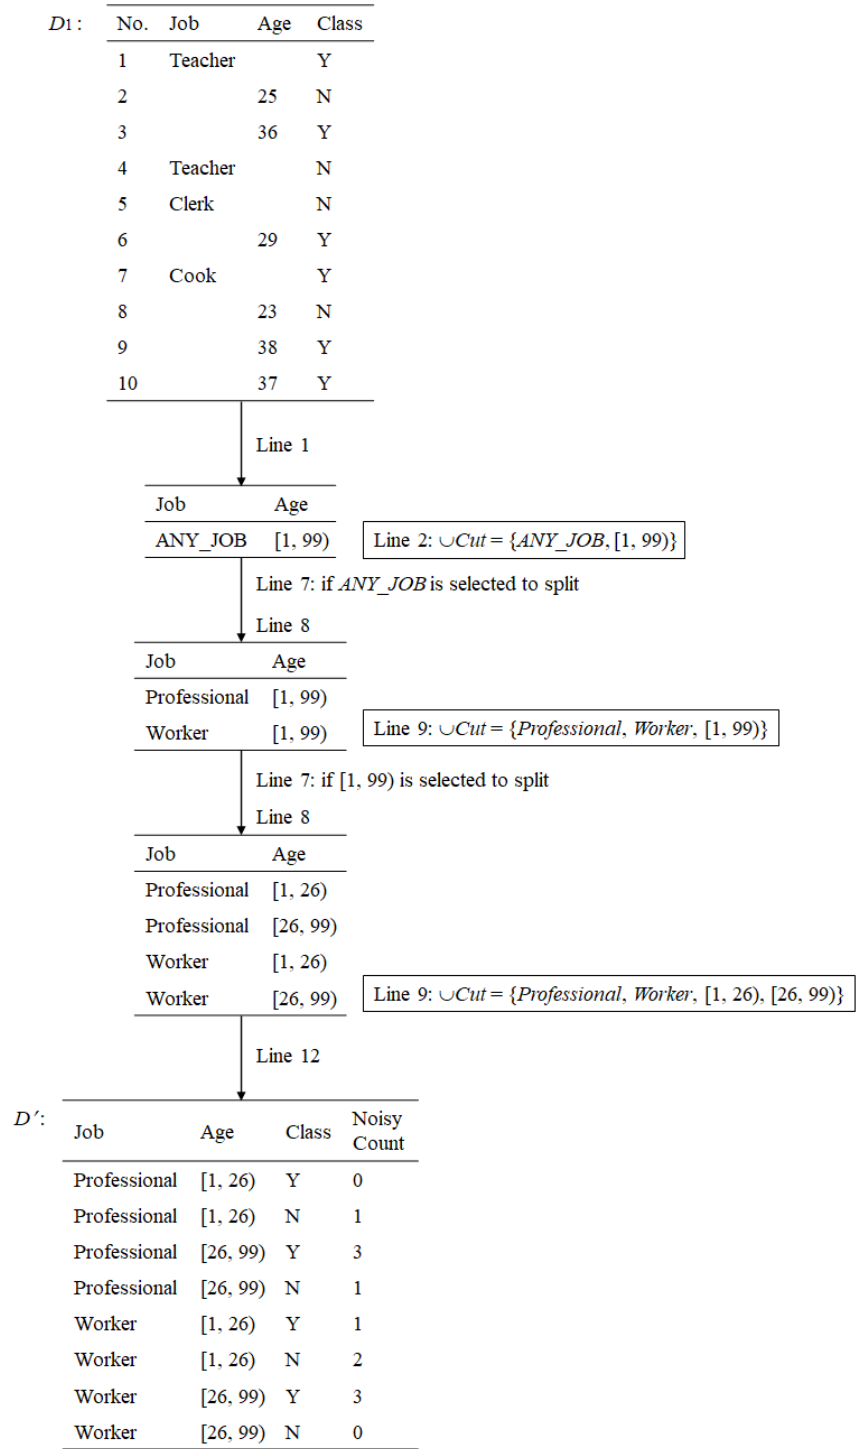 D1 :
No. Job Age Class
1 Teacher Y
2 25 N
3 36 Y
4 Teacher N
5 Clerk N
6 29 Y
7 Cook Y
8 23 N
9 38 Y
10 37 Y
Line 1
Job Age
ANY_JOB [1, 99)
Line 2: ∪Cut = {ANY_JOB, [1, 99)}
Line 7: if ANY_JOB is selected to split
Line 8
Job Age
Professional [1, 99)
Worker [1, 99)
Line 9: ∪Cut = {Professional, Worker, [1, 99)}
Line 7: if [1, 99) is selected to split
Line 8
Job Age
Professional [1, 26)
Professional [26, 99)
Worker [1, 26)
Worker [26, 99)
Line 9: ∪Cut = {Professional, Worker, [1, 26), [26, 99)}
Line 12
D′:
Job Age Class Noisy Count
Professional [1, 26) Y 0
Professional [1, 26) N 1
Professional [26, 99) Y 3
Professional [26, 99) N 1
Worker [1, 26) Y 1
Worker [1, 26) N 2
Worker [26, 99) Y 3
Worker [26, 99) N 0